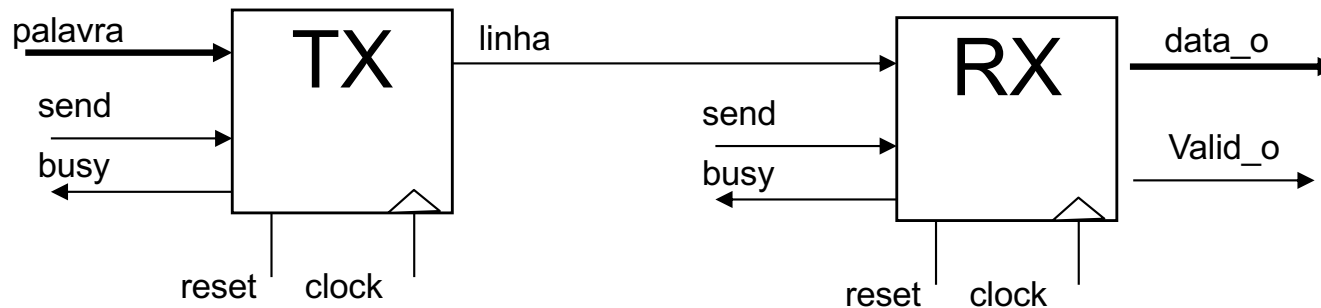 palavra
send
busy
TX
reset
clock
linha
send
busy
RX
reset
clock
data_o
Valid_o